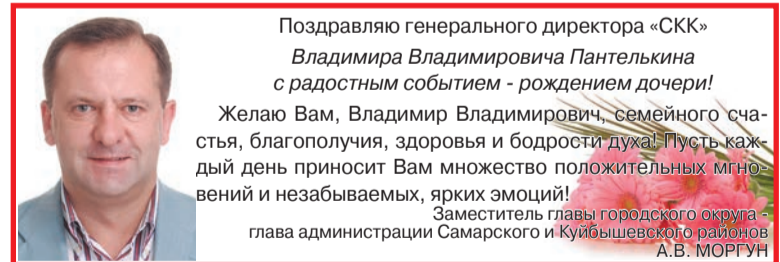 Поздравляю генерального директора «СКК»
Владимира Владимировича Пантелькина
с радостным событием - рождением дочери!
Желаю Вам, Владимир Владимирович, семейного сча-
стья, благополучия, здоровья и бодрости духа! Пусть каж-
дый день приносит Вам множество положительных мгно-
вений и незабываемых, ярких эмоций!
Заместитель главы городского округа -
глава администрации Самарского и Куйбышевского районов
А.В. МОРГУН